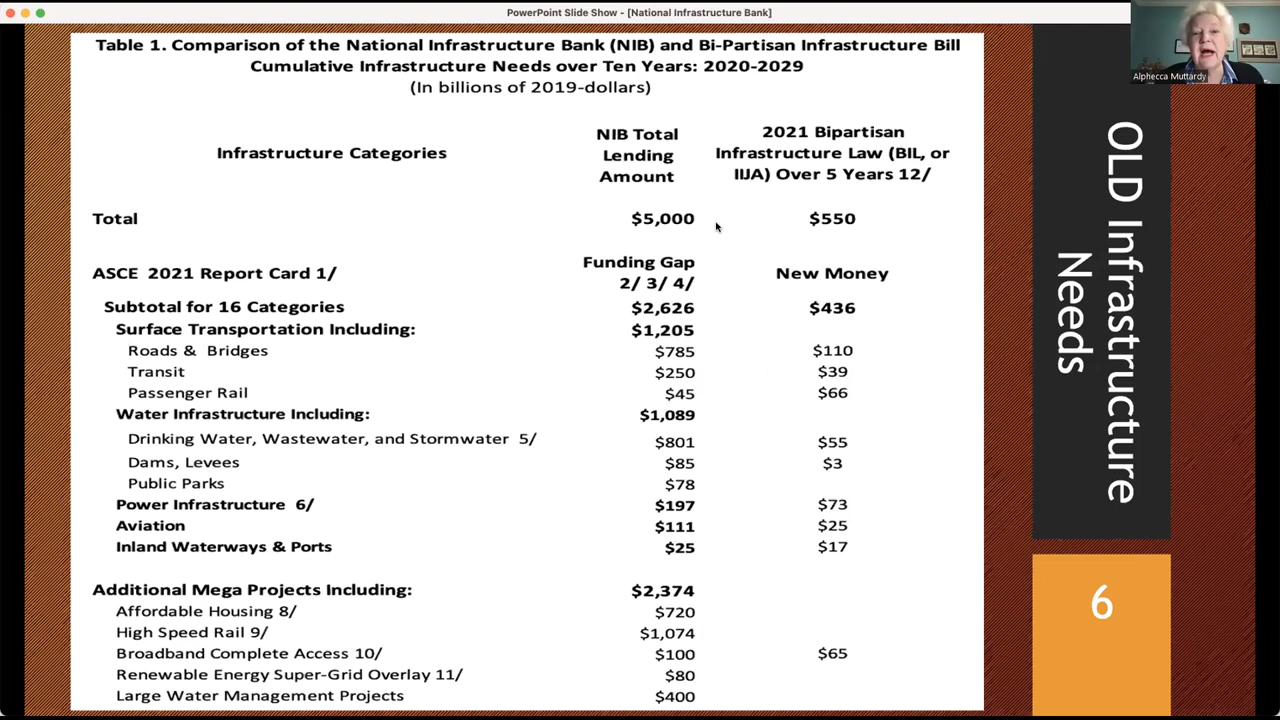 PowerPoint Slide Show - [National Infrastructure Bank]
Table 1. Comparison of the National Infrastructure Bank (NIB) and Bi-Partisan Infrastructure Bill
Cumulative Infrastructure Needs over Ten Years: 2020-2029
(In billions of 2019-dollars)
Infrastructure Categories
NIB Total
Lending
Amount
2021 Bipartisan
Infrastructure Law (BIL, or
IIJA) Over 5 Years 12/
Total $5,000 $550
ASCE 2021 Report Card 1/
Funding Gap
2/ 3/ 4/
New Money
Subtotal for 16 Categories $2,626 $436
Surface Transportation Including: $1,205
Roads & Bridges $785 $110
Transit $250 $39
Passenger Rail $45 $66
Water Infrastructure Including: $1,089
Drinking Water, Wastewater, and Stormwater 5/ $801 $55
Dams, Levees $85 $3
Public Parks $78
Power Infrastructure 6/ $197 $73
Aviation $111 $25
Inland Waterways & Ports $25 $17
Additional Mega Projects Including: $2,374
Affordable Housing 8/ $720
High Speed Rail 9/ $1,074
Broadband Complete Access 10/ $100 $65
Renewable Energy Super-Grid Overlay 11/ $80
Large Water Management Projects $400
OLD Infrastructure
Needs
6
Alphecca Muttardy